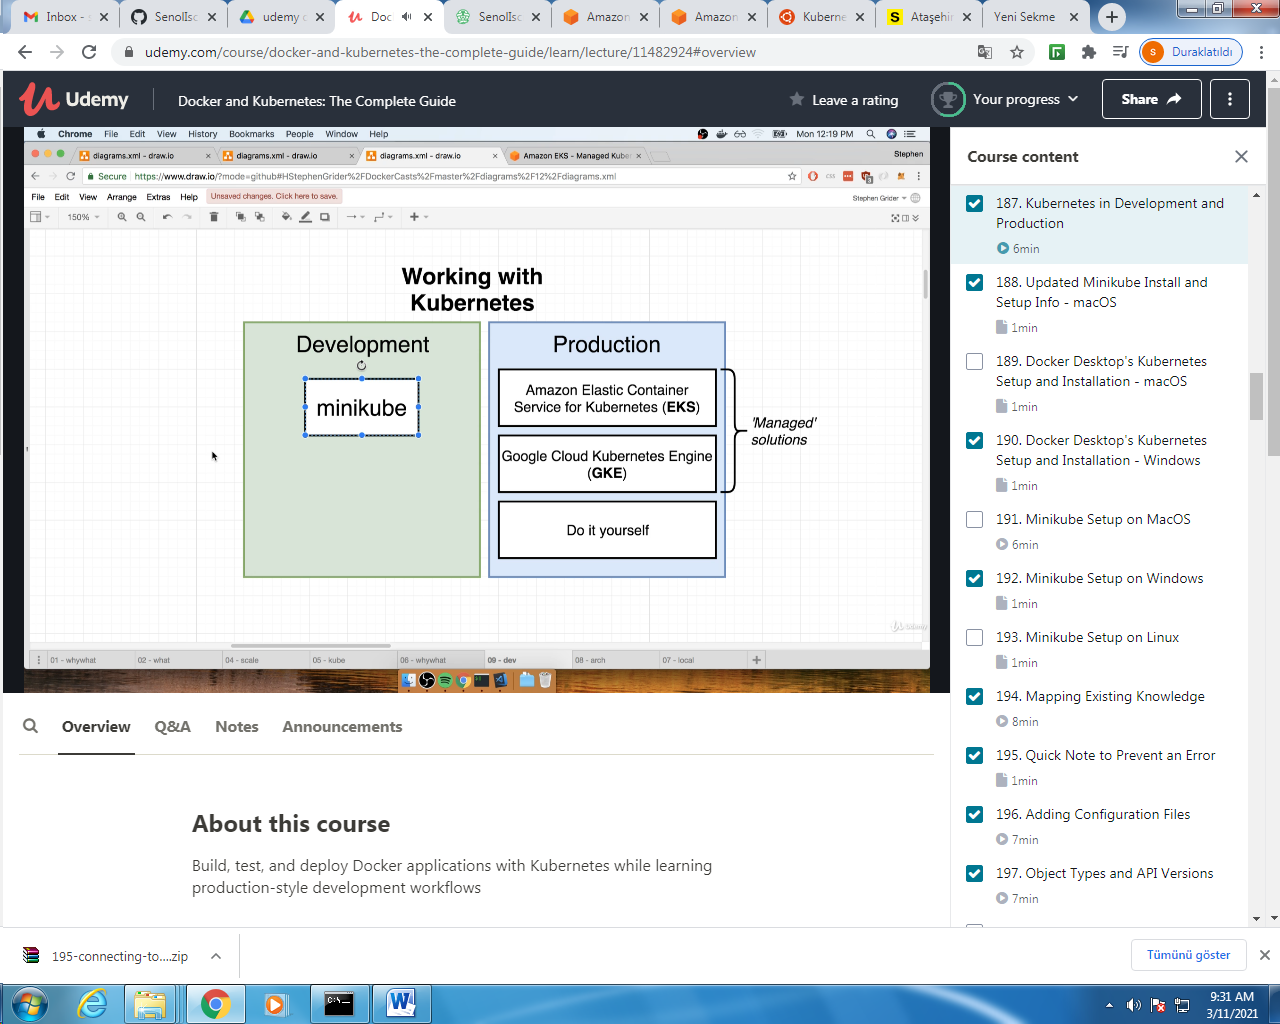 Inbox - s
SenolIsc
udemy c
Doc
SenolIsc
Amazon
Amazon
Kuberne
Ataşehir
Yeni Sekme
udemy.com/course/docker-and-kubernetes-the-complete-guide/learn/lecture/11482924#overview
S Duraklatıldı
Udemy
Docker and Kubernetes: The Complete Guide
Leave a rating
Your progress
Share
Chrome File Edit View History Bookmarks People Window Help
Mon 12:19 PM
diagrams.xml - draw.io
diagrams.xml - draw.io
diagrams.xml - draw.io
Amazon EKS - Managed Kuber
Stephen
Secure https://www.draw.io/?mode=github#HStephenGrider%2FDockerCasts%2Fmaster%2Fdiagrams%2F12%2Fdiagrams.xml
File Edit View Arrange Extras Help
Unsaved changes. Click here to save.
Stephen Grider
150%
Working with
Kubernetes
Development
minikube
Production
Amazon Elastic Container
Service for Kubernetes (EKS)
Google Cloud Kubernetes Engine
(GKE)
Do it yourself
'Managed'
solutions
Udemy
01 - whywhat
02 - what
04 - scale
05 - kube
08 - whywhat
09 - dev
08 - arch
07 - local
Course content
187. Kubernetes in Development and
Production
6min
188. Updated Minikube Install and
Setup Info - macOS
1min
189. Docker Desktop's Kubernetes
Setup and Installation - macOS
1min
190. Docker Desktop's Kubernetes
Setup and Installation - Windows
1min
191. Minikube Setup on MacOS
6min
192. Minikube Setup on Windows
1min
193. Minikube Setup on Linux
1min
194. Mapping Existing Knowledge
8min
195. Quick Note to Prevent an Error
1min
196. Adding Configuration Files
7min
197. Object Types and API Versions
7min
Overview
Q&A
Notes
Announcements
About this course
Build, test, and deploy Docker applications with Kubernetes while learning
production-style development workflows
195-connecting-to....zip
Tümünü göster
9:31 AM
3/11/2021